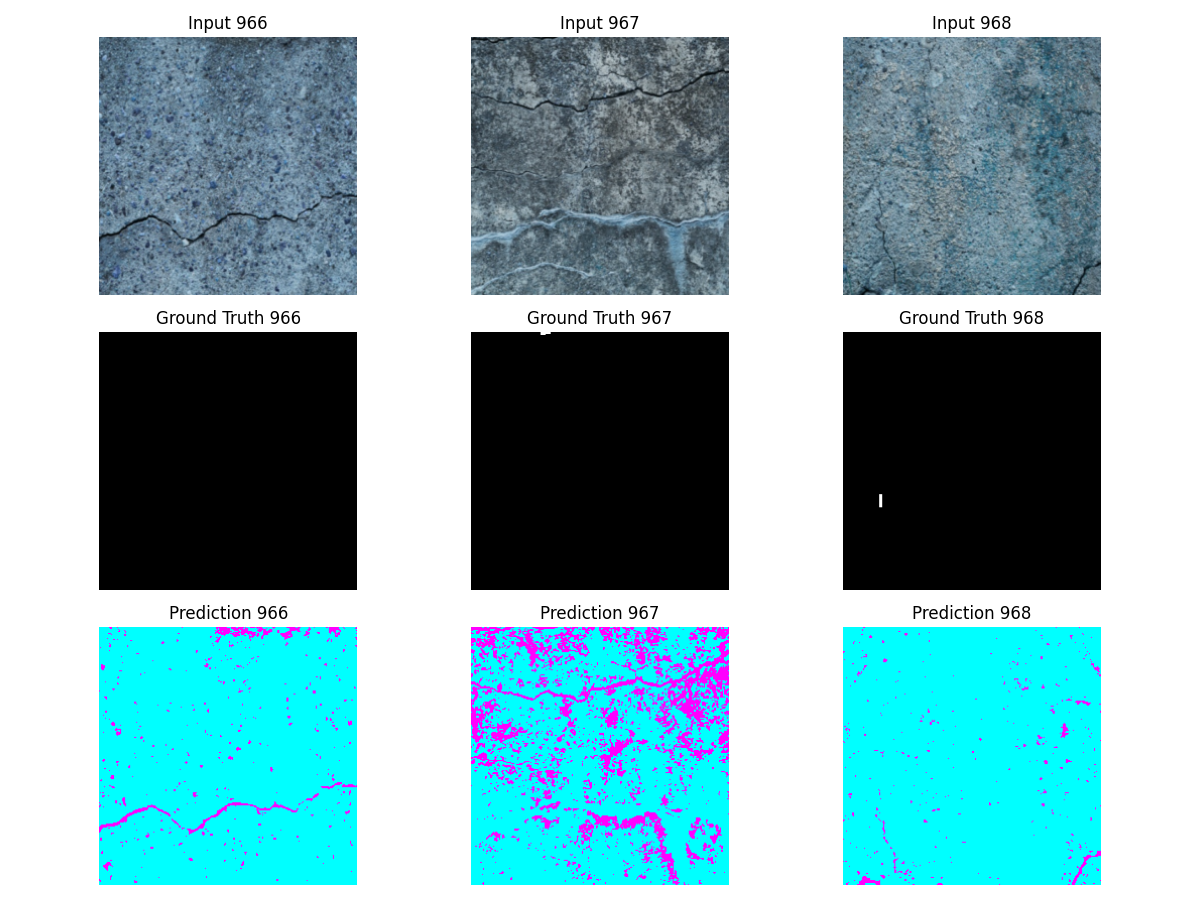 Input 966
Input 967
Input 968
Ground Truth 966
Ground Truth 967
Ground Truth 968
Prediction 966
Prediction 967
Prediction 968